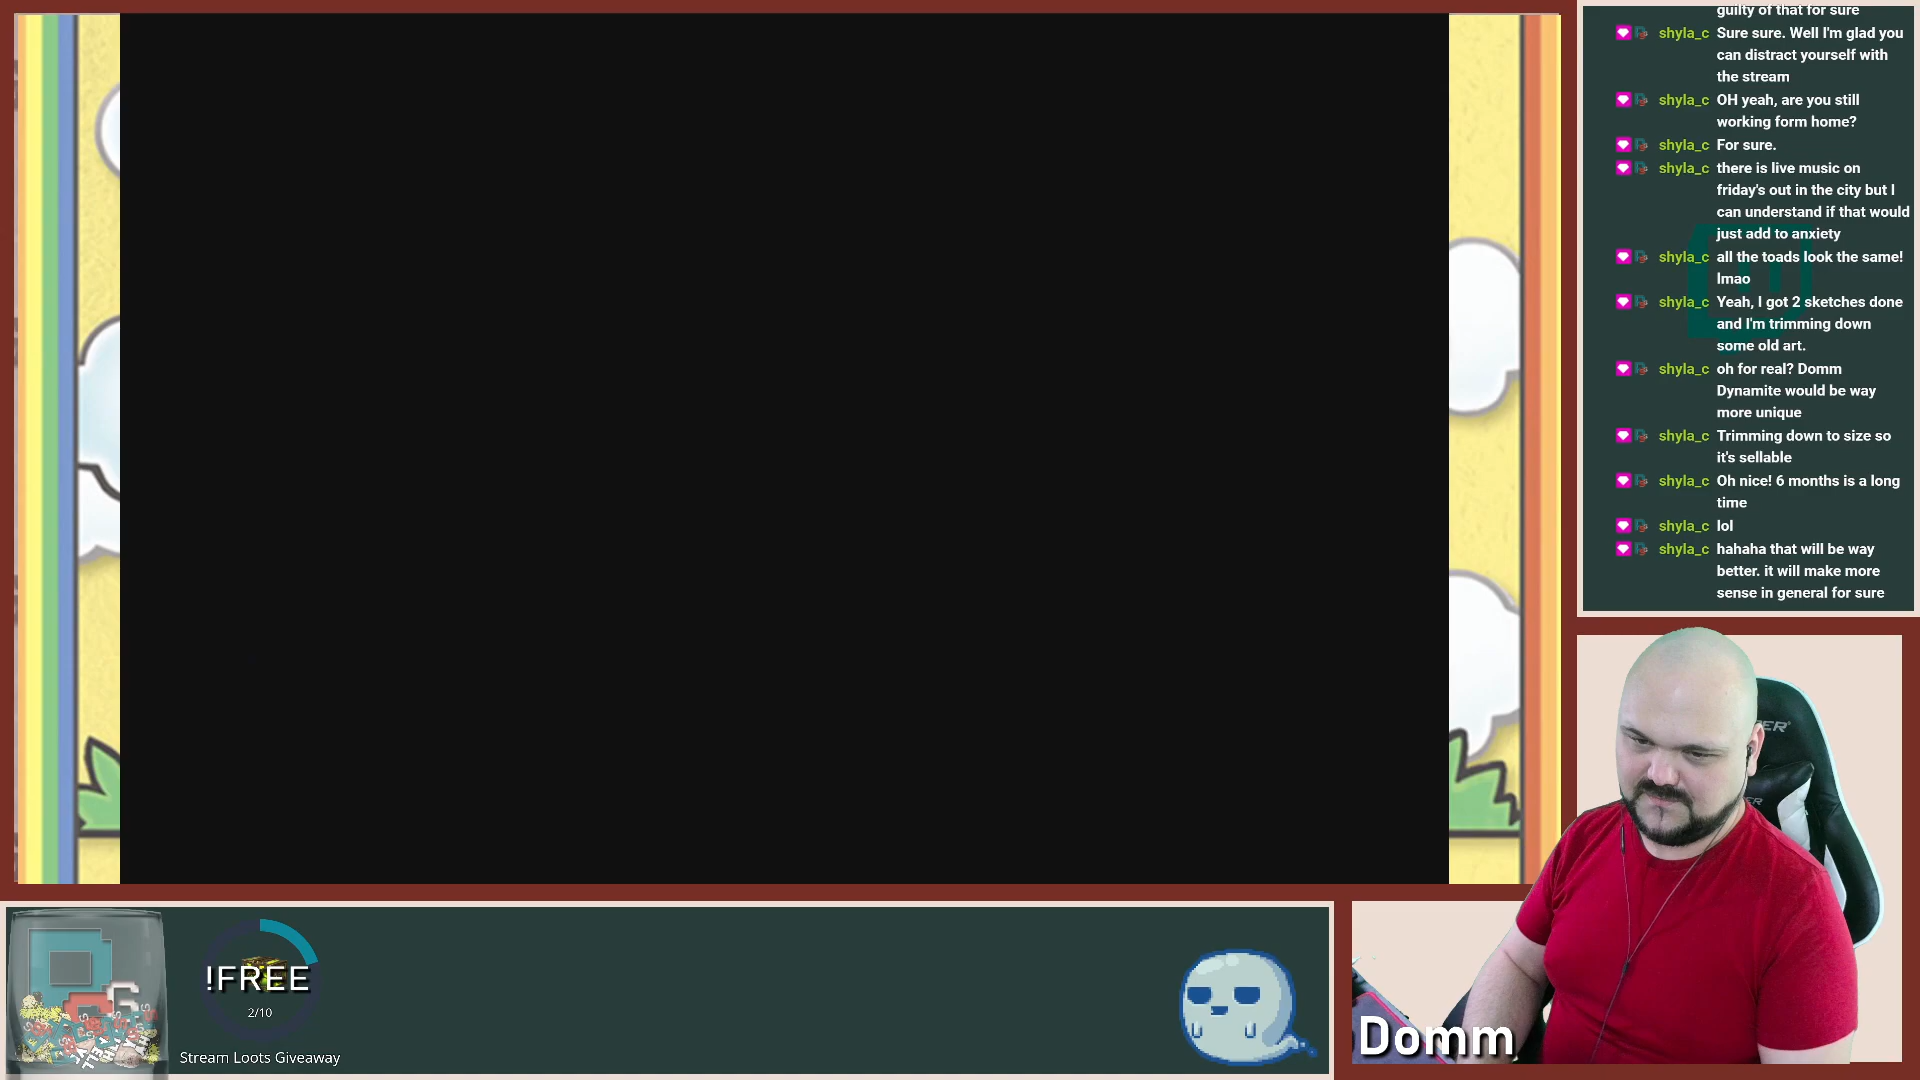 guilty of that for sure
shyla_c Sure sure. Well I'm glad you
can distract yourself with
the stream
shyla_c OH yeah, are you still
working form home?
shyla_c For sure.
shyla_c there is live music on
friday's out in the city but I
can understand if that would
just add to anxiety
shyla_c all the toads look the same!
lmao
shyla_c Yeah, I got 2 sketches done
and I'm trimming down
some old art.
shyla_c oh for real? Domm
Dynamite would be way
more unique
shyla_c Trimming down to size so
it's sellable
shyla_c Oh nice! 6 months is a long
time
shyla_c lol
shyla_c hahaha that will be way
better. it will make more
sense in general for sure
!FREE
2/10
Stream Loots Giveaway
Domm